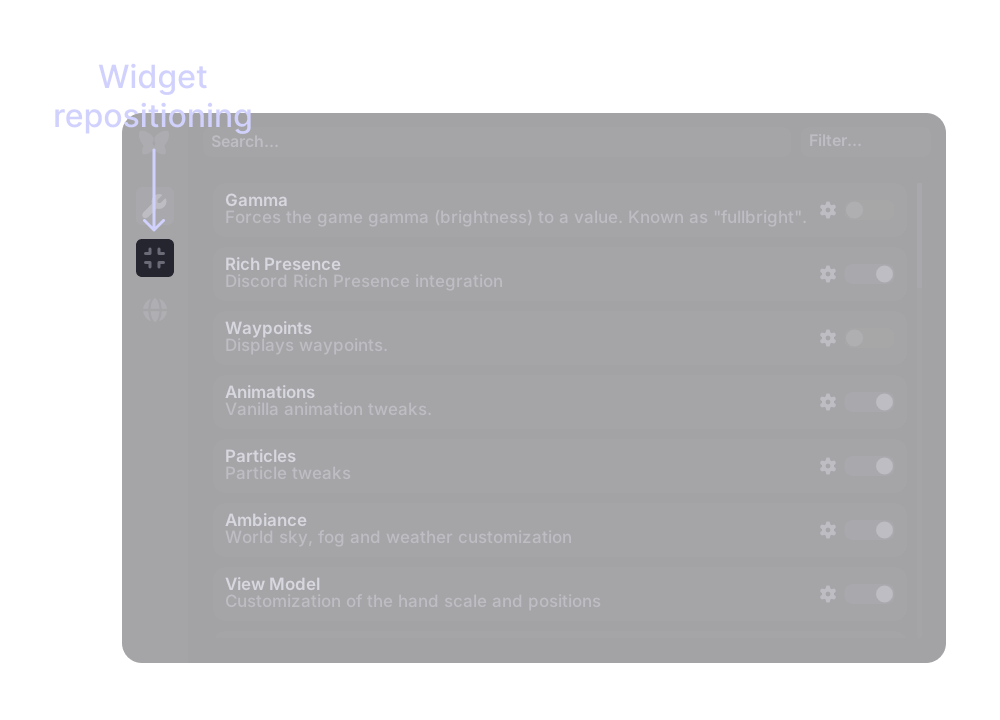 Widget
repositioning
Search...
Filter...
Gamma
Forces the game gamma (brightness) to a value. Known as "fullbright".
Rich Presence
Discord Rich Presence integration
Waypoints
Displays waypoints.
Animations
Vanilla animation tweaks.
Particles
Particle tweaks
Ambiance
World sky, fog and weather customization
View Model
Customization of the hand scale and positions